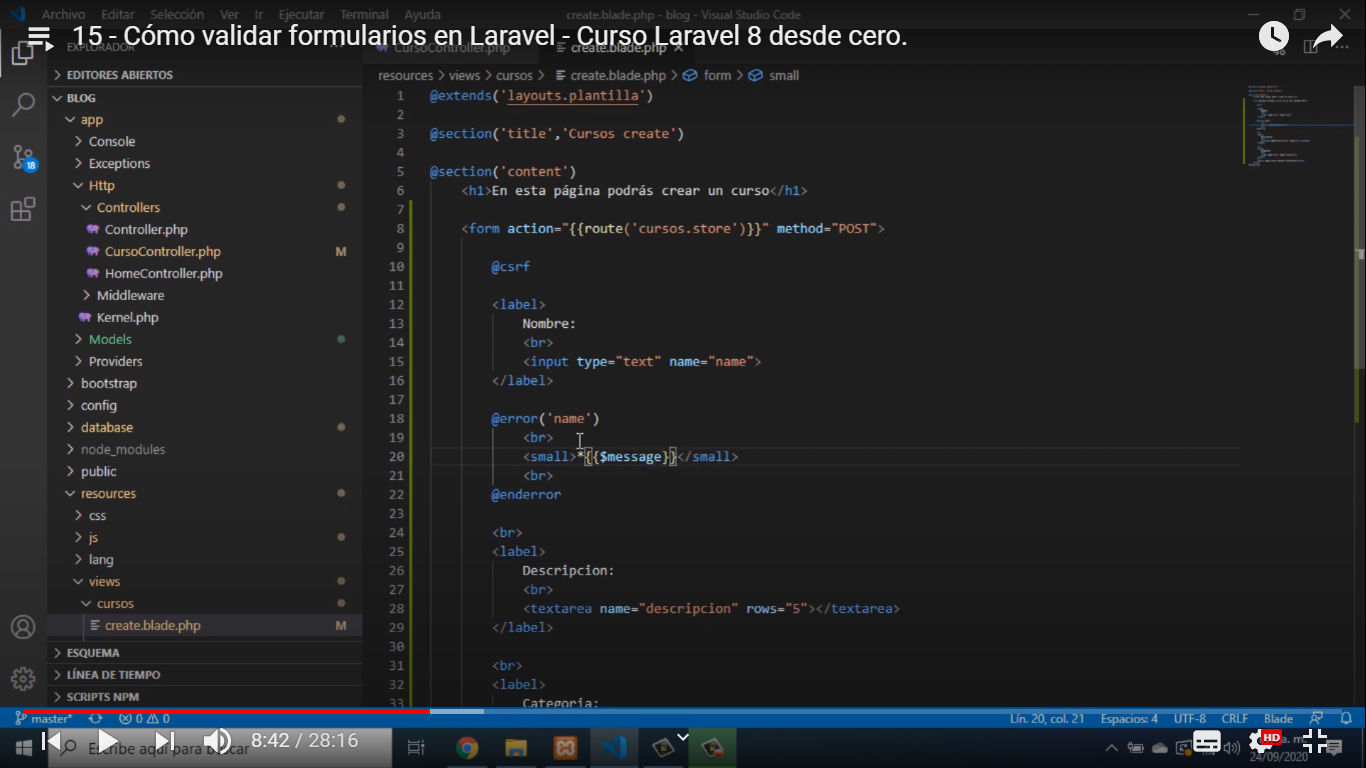 Archivo Editar Selección Ver Ir Ejecutar Terminal Ayuda
create.blade.php - blog - Visual Studio Code
15 - Cómo validar formularios en Laravel - Curso Laravel 8 desde cero.
EXPLORADOR
CursoController.php
create.blade.php
EDITORES ABIERTOS
BLOG
app
Console
Exceptions
Http
Controllers
Controller.php
CursoController.php M
HomeController.php
Middleware
Kernel.php
Models
Providers
bootstrap
config
database
node_modules
public
resources
css
js
lang
views
cursos
create.blade.php M
ESQUEMA
LÍNEA DE TIEMPO
SCRIPTS NPM
18
resources > views > cursos > create.blade.php > form > small
1 @extends('layouts.plantilla')
2
3 @section('title','Cursos create')
4
5 @section('content')
6 <h1>En esta página podrás crear un curso</h1>
7
8 <form action="{{route('cursos.store')}}" method="POST">
9
10 @csrf
11
12 <label>
13 Nombre:
14 <br>
15 <input type="text" name="name">
16 </label>
17
18 @error('name')
19 <br>
20 <small>*{{$message}}</small>
21 <br>
22 @enderror
23
24 <br>
25 <label>
26 Descripcion:
27 <br>
28 <textarea name="descripcion" rows="5"></textarea>
29 </label>
30
31 <br>
32 <label>
33 Categoria:
master* 0 0
Lín. 20, col. 21 Espacios: 4 UTF-8 CRLF Blade
Escribe aquí para buscar
8:42 / 28:16
HD
24/09/2020